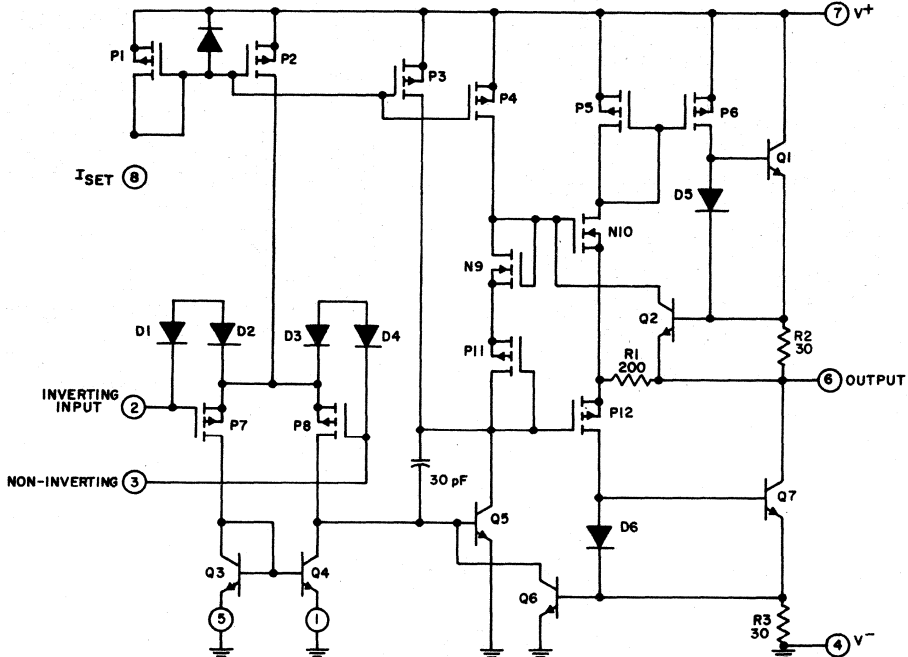 7 V+
P1
P2
P3
P4
P5
P6
Q1
ISET 8
D5
N10
N9
D1
D2
D3
D4
Q2
R2
30
P11
R1
200
6 OUTPUT
INVERTING
INPUT
2
P7
P8
P12
NON-INVERTING 3
30 pF
Q5
Q7
D6
Q3
Q4
Q6
5
1
R3
30
4 V-